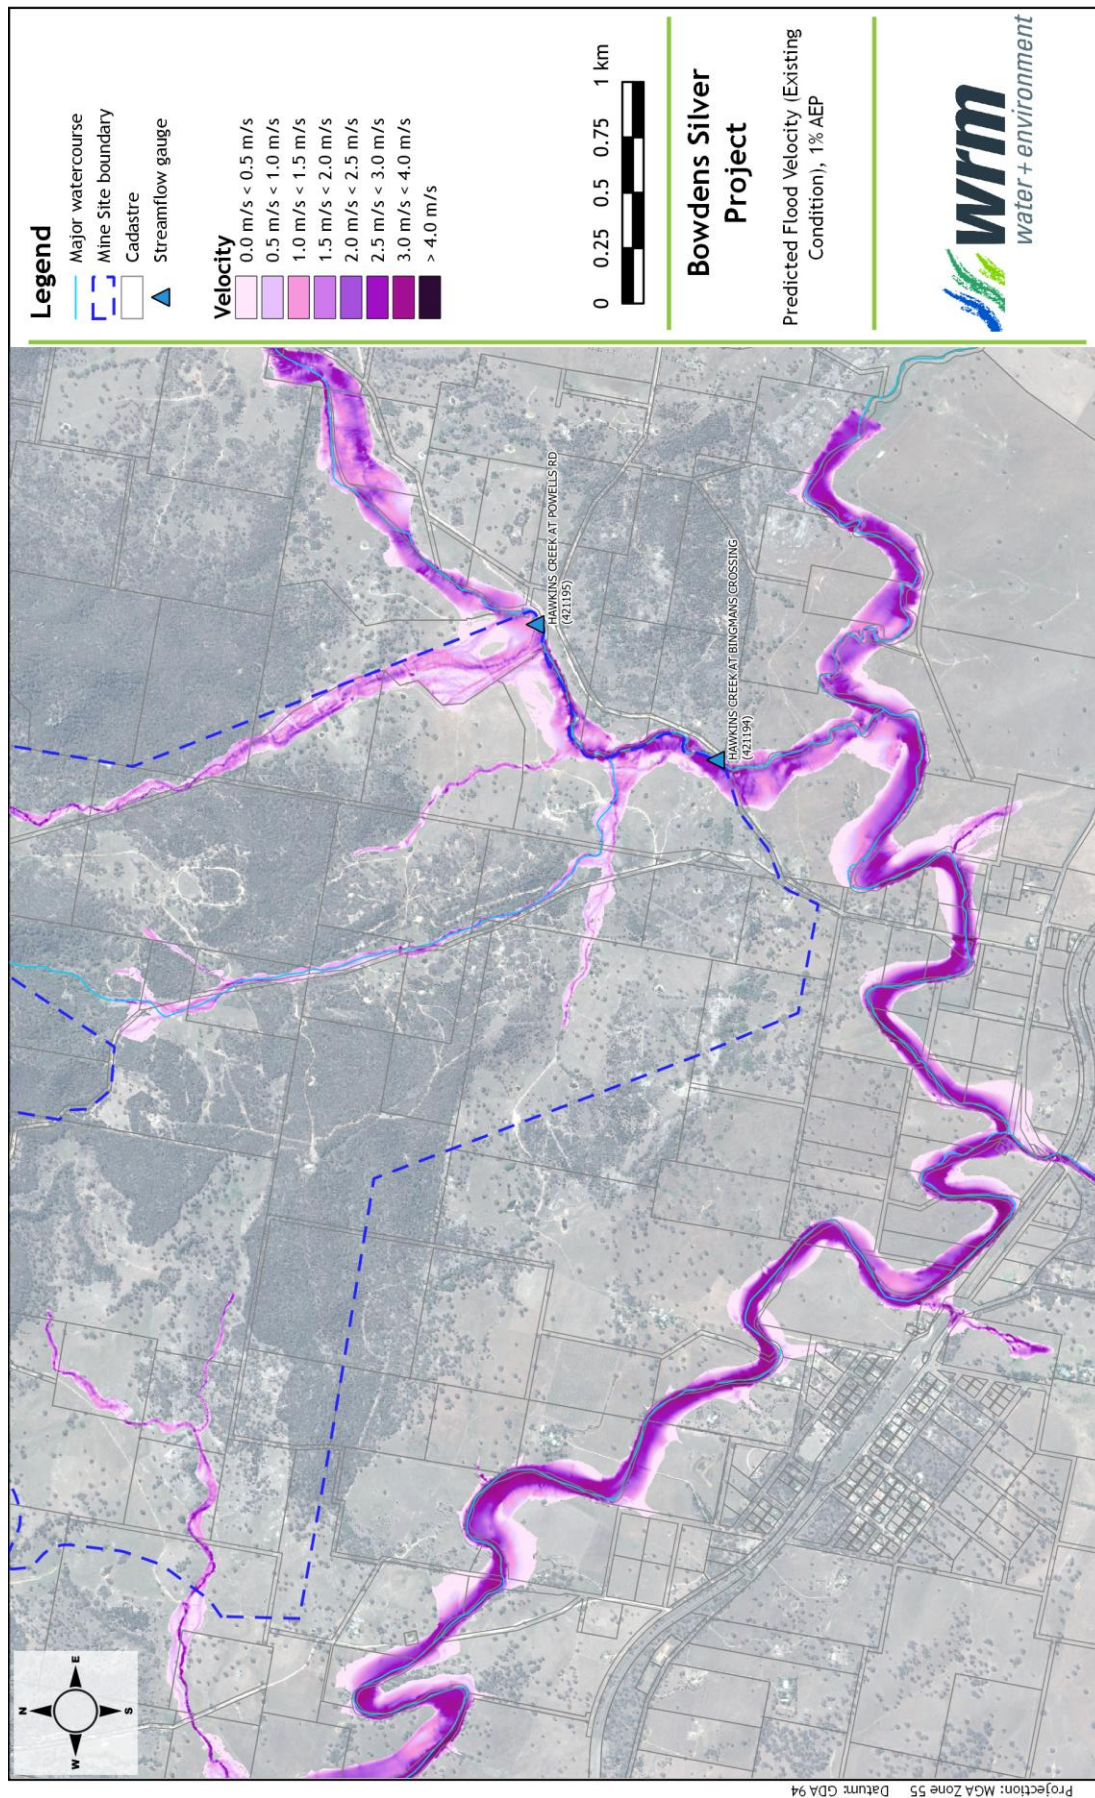 N
W
E
S
HAWKINS CREEK AT POWELLS RD
(421195)
HAWKINS CREEK AT BINGMANS CROSSING
(421194)
Legend
Major watercourse
Mine Site boundary
Cadastre
Streamflow gauge
Velocity
0.0 m/s < 0.5 m/s
0.5 m/s < 1.0 m/s
1.0 m/s < 1.5 m/s
1.5 m/s < 2.0 m/s
2.0 m/s < 2.5 m/s
2.5 m/s < 3.0 m/s
3.0 m/s < 4.0 m/s
> 4.0 m/s
0 0.25 0.5 0.75 1 km
Bowdens Silver
Project
Predicted Flood Velocity (Existing
Condition), 1% AEP
wrm
water + environment
Projection: MGA Zone 55 Datum: GDA 94